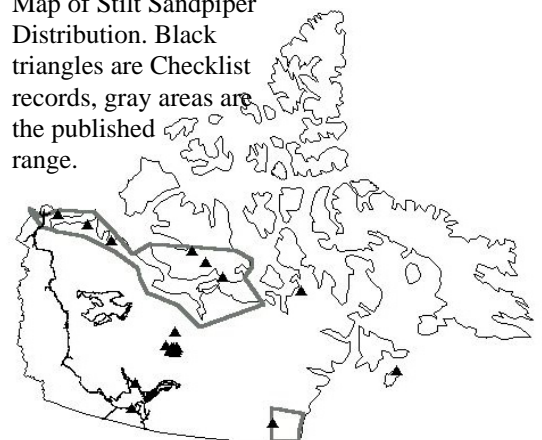 Map of Stilt Sandpiper
Distribution. Black
triangles are Checklist
records, gray areas are
the published
range.